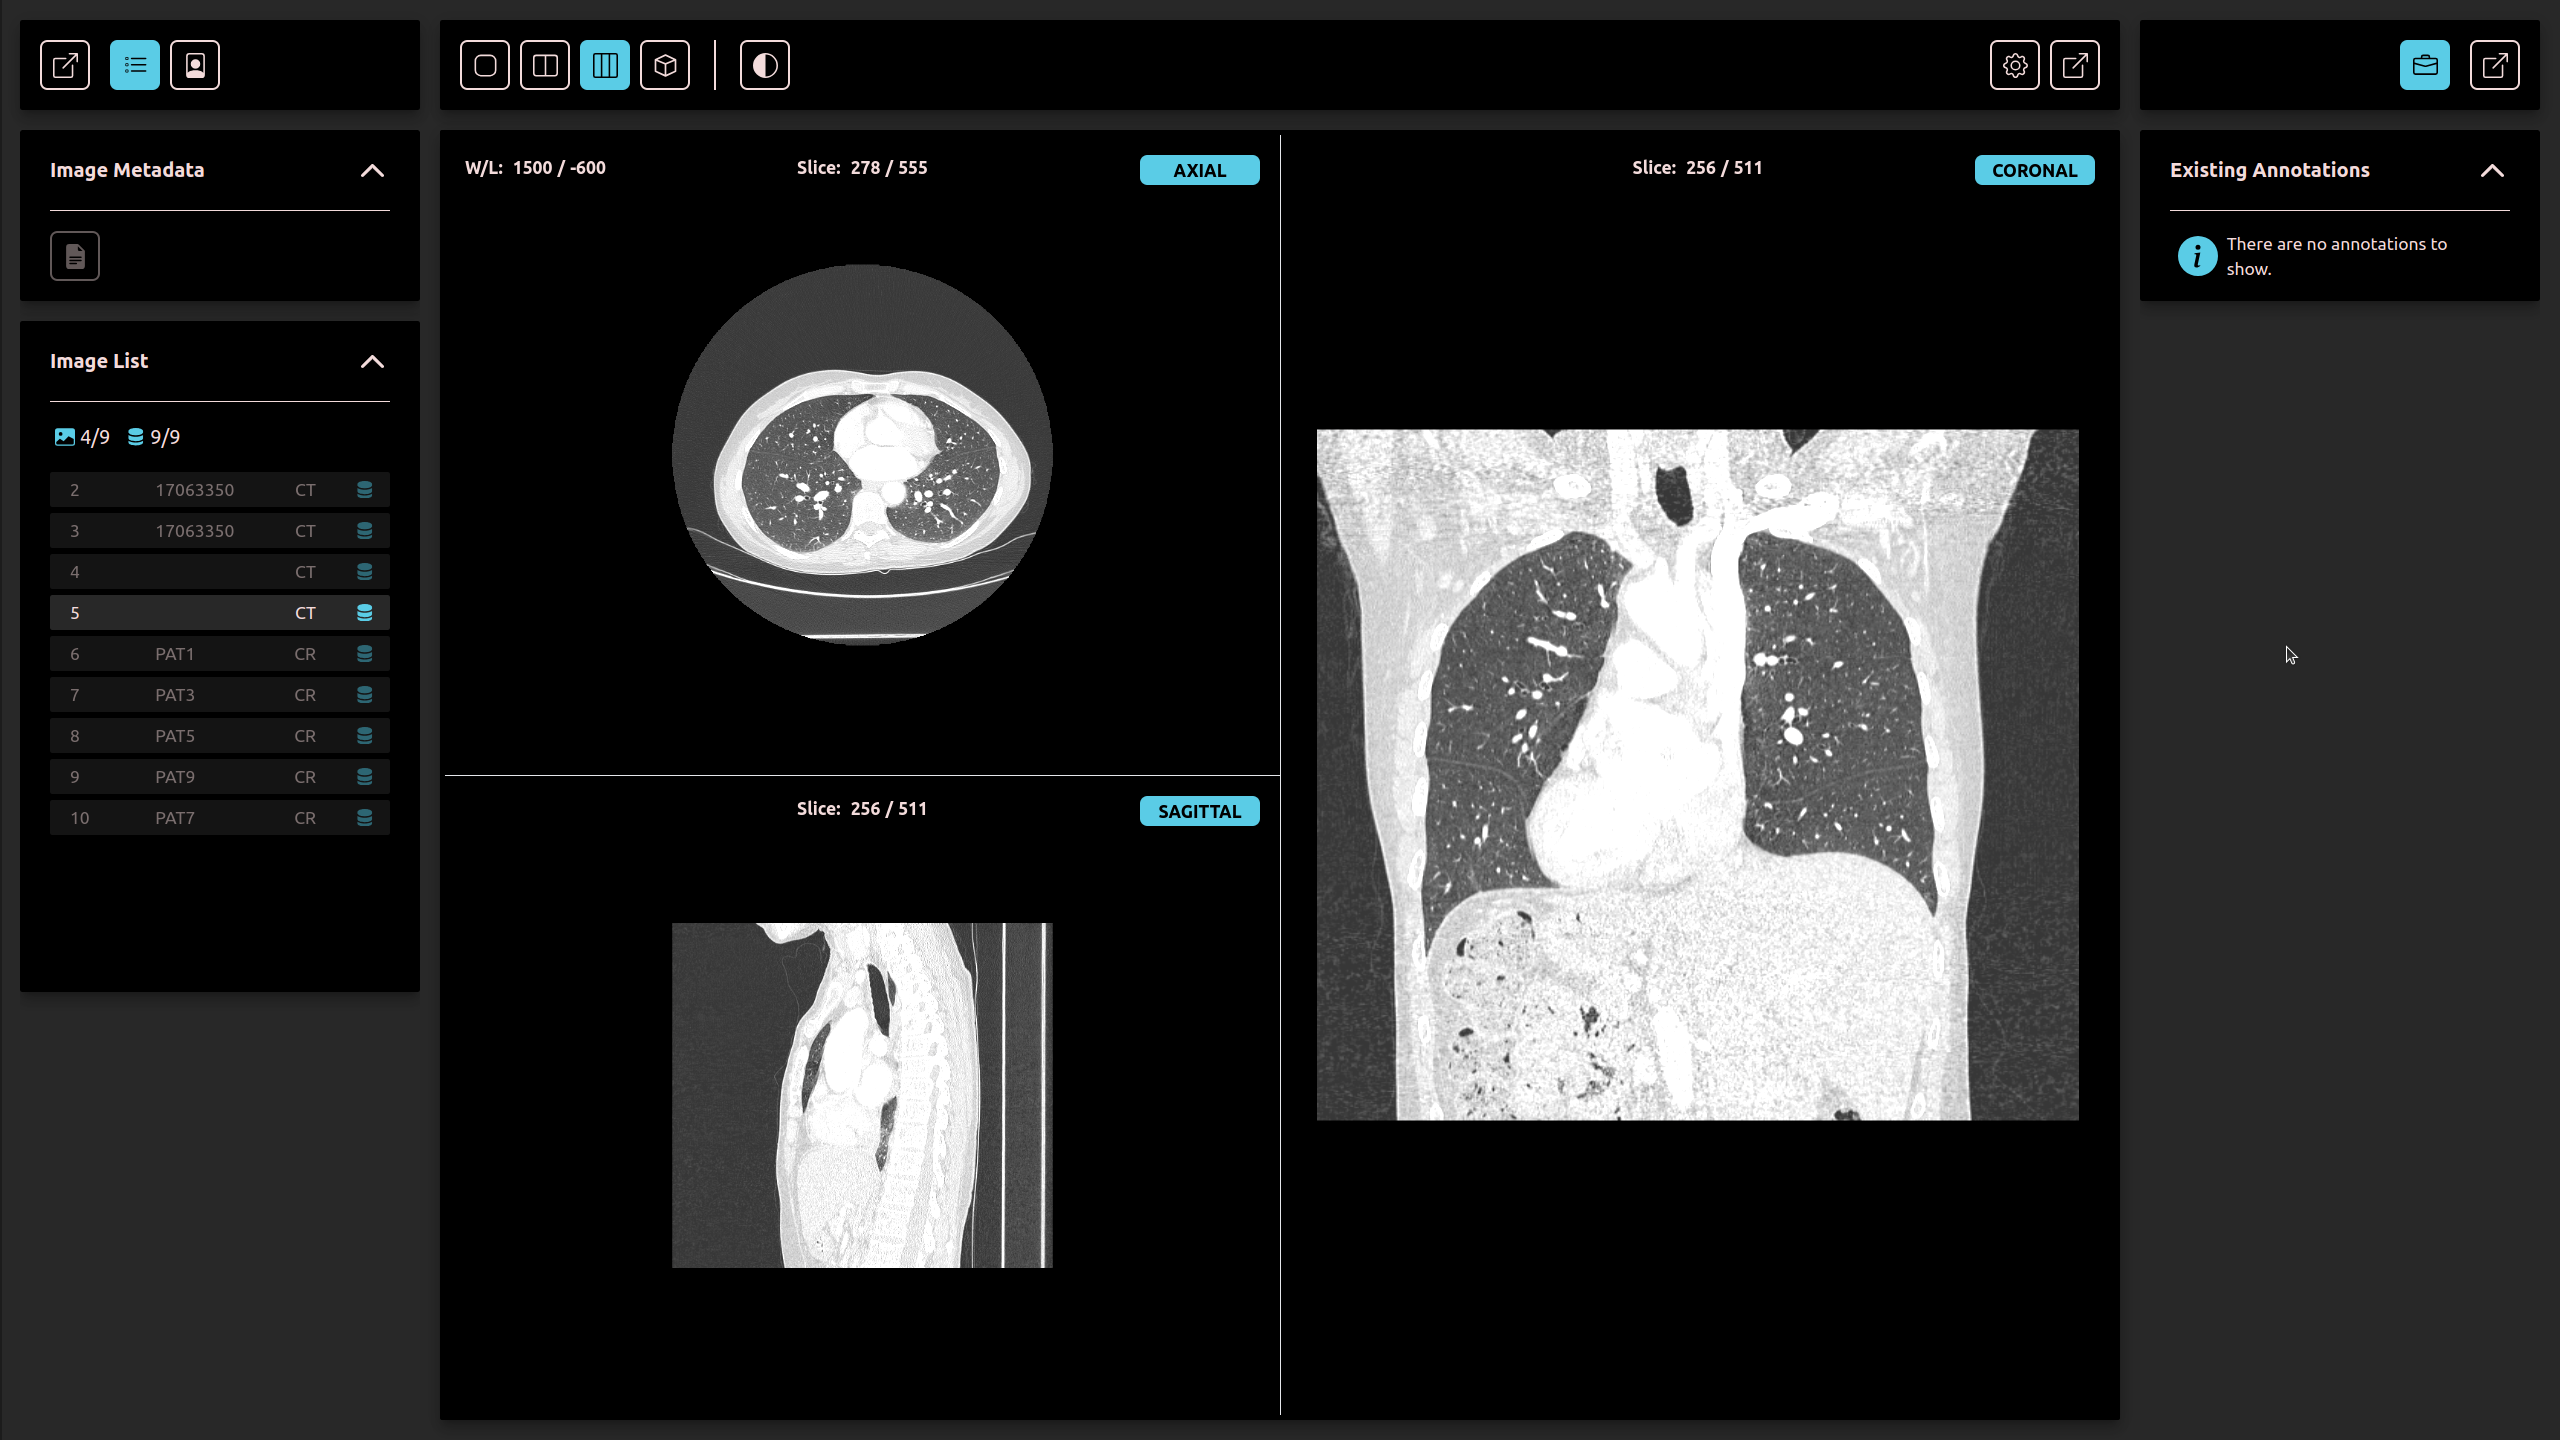 Image Metadata
Image List
4/9 9/9
2 17063350 CT
3 17063350 CT
4 CT
5 CT
6 PAT1 CR
7 PAT3 CR
8 PAT5 CR
9 PAT9 CR
10 PAT7 CR
W/L: 1500 / -600 Slice: 278 / 555 AXIAL
Slice: 256 / 511 SAGITTAL
Slice: 256 / 511 CORONAL
Existing Annotations
There are no annotations to
show.